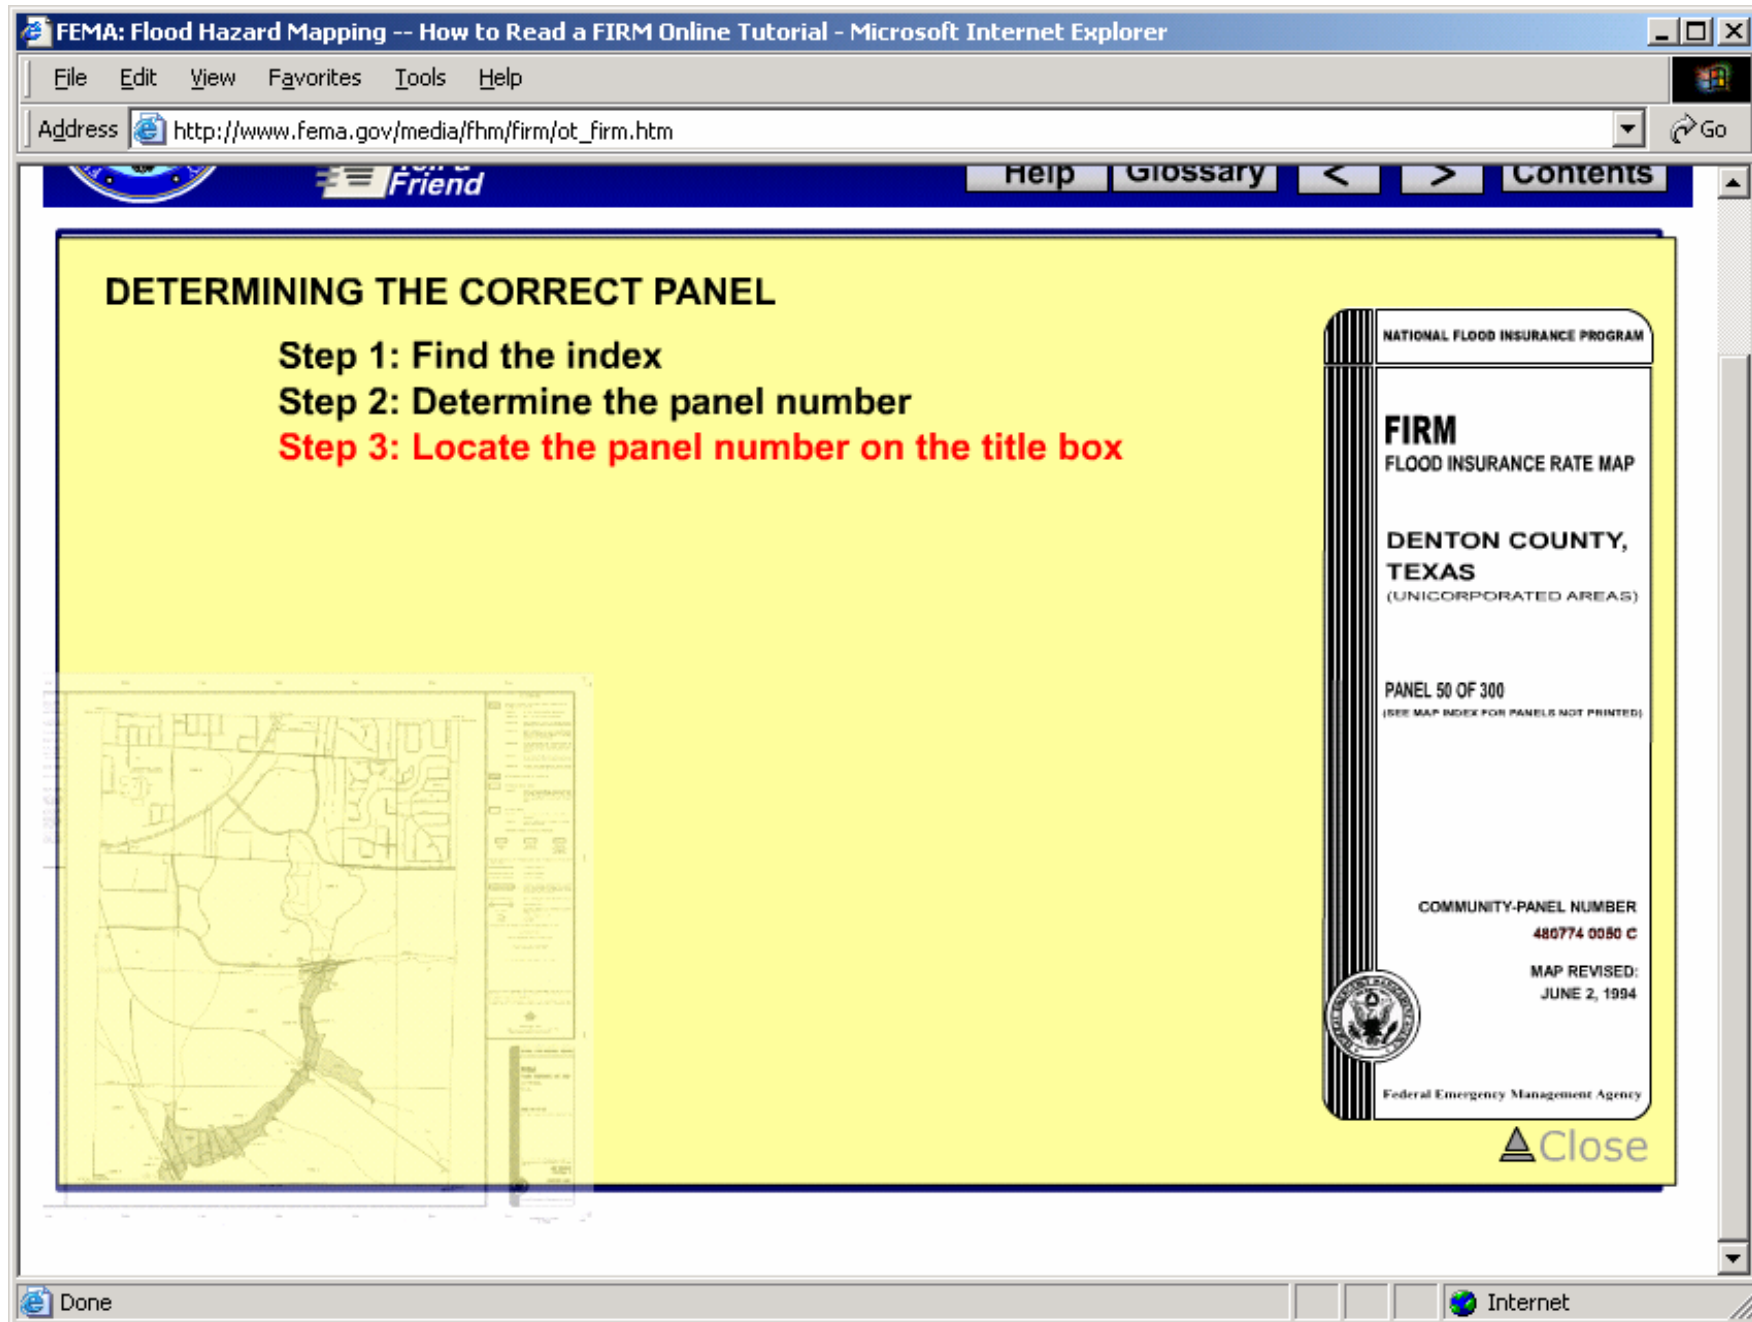 FEMA: Flood Hazard Mapping -- How to Read a FIRM Online Tutorial - Microsoft Internet Explorer
File Edit View Favorites Tools Help
Address http://www.fema.gov/media/fhm/firm/ot_firm.htm Go
Friend Help Glossary < > Contents
DETERMINING THE CORRECT PANEL
Step 1: Find the index
Step 2: Determine the panel number
Step 3: Locate the panel number on the title box
NATIONAL FLOOD INSURANCE PROGRAM
FIRM
FLOOD INSURANCE RATE MAP
DENTON COUNTY,
TEXAS
(UNICORPORATED AREAS)
PANEL 50 OF 300
(SEE MAP INDEX FOR PANELS NOT PRINTED)
COMMUNITY-PANEL NUMBER
480774 0050 C
MAP REVISED:
JUNE 2, 1994
Federal Emergency Management Agency
Close
Done Internet